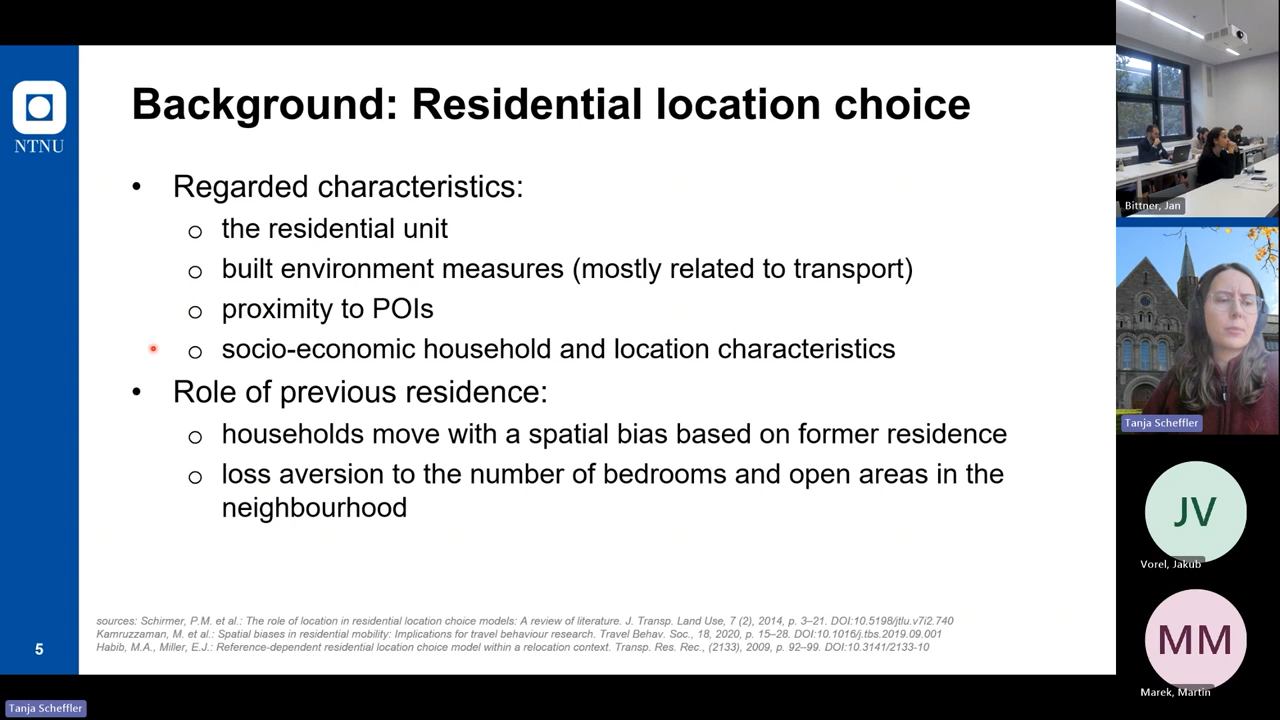 NTNU
Background: Residential location choice
• Regarded characteristics:
o the residential unit
o built environment measures (mostly related to transport)
o proximity to POIs
o socio-economic household and location characteristics
• Role of previous residence:
o households move with a spatial bias based on former residence
o loss aversion to the number of bedrooms and open areas in the
neighbourhood
sources: Schirmer, P.M. et al.: The role of location in residential location choice models: A review of literature. J. Transp. Land Use, 7 (2), 2014, p. 3–21. DOI:10.5198/jtlu.v7i2.740
Kamruzzaman, M. et al.: Spatial biases in residential mobility: Implications for travel behaviour research. Travel Behav. Soc., 18, 2020, p. 15–28. DOI:10.1016/j.tbs.2019.09.001
Habib, M.A., Miller, E.J.: Reference-dependent residential location choice model within a relocation context. Transp. Res. Rec., (2133), 2009, p. 92–99. DOI:10.3141/2133-10
5
Bittner, Jan
Tanja Scheffler
JV
Vorel, Jakub
MM
Marek, Martin
Tanja Scheffler